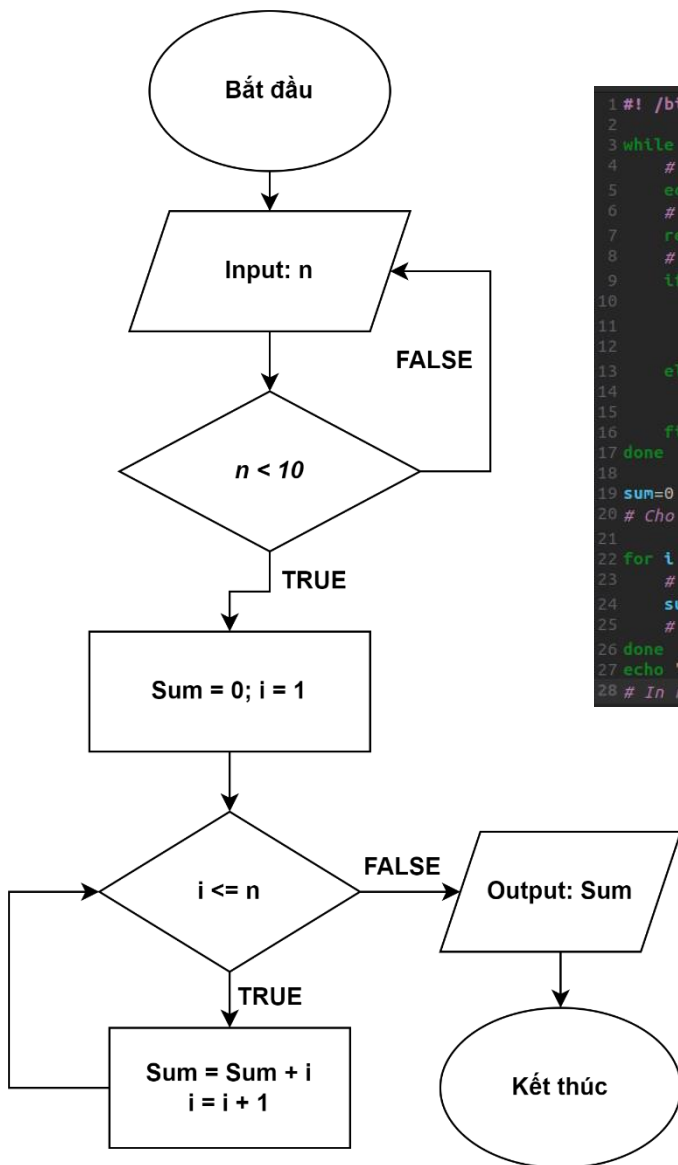 Bắt đầu
Input: n
FALSE
n < 10
TRUE
Sum = 0; i = 1
i <= n
FALSE
Output: Sum
TRUE
Sum = Sum + i
i = i + 1
Kết thúc
1 #! /bi
2
3 while
4 #
5 ec
6 #
7 re
8 #
9 if
10
11
12
13 el
14
15
16 fi
17 done
18
19 sum=0
20 # Cho
21
22 for i
23 #
24 su
25 #
26 done
27 echo "
28 # In